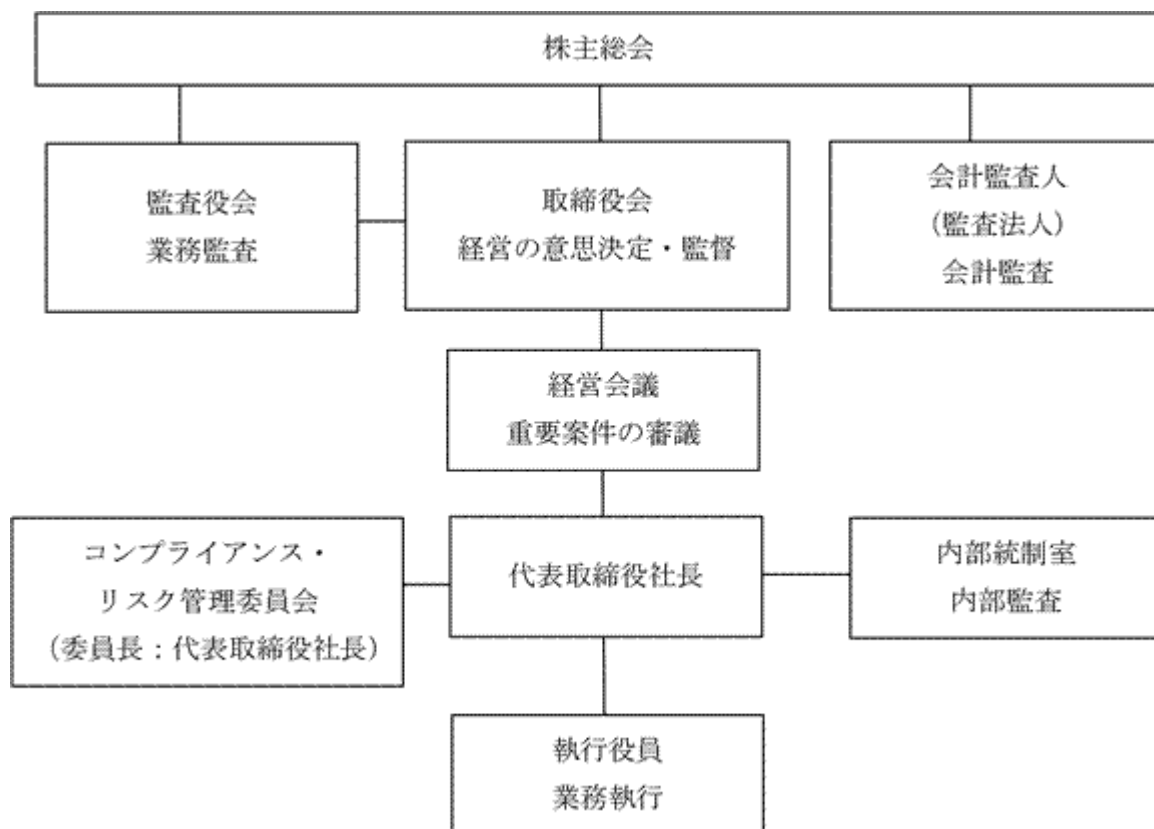 株主総会
監査役会
業務監査
取締役会
経営の意思決定・監督
会計監査人
(監査法人)
会計監査
経営会議
重要案件の審議
コンプライアンス・
リスク管理委員会
(委員長:代表取締役社長)
代表取締役社長
内部統制室
内部監査
執行役員
業務執行